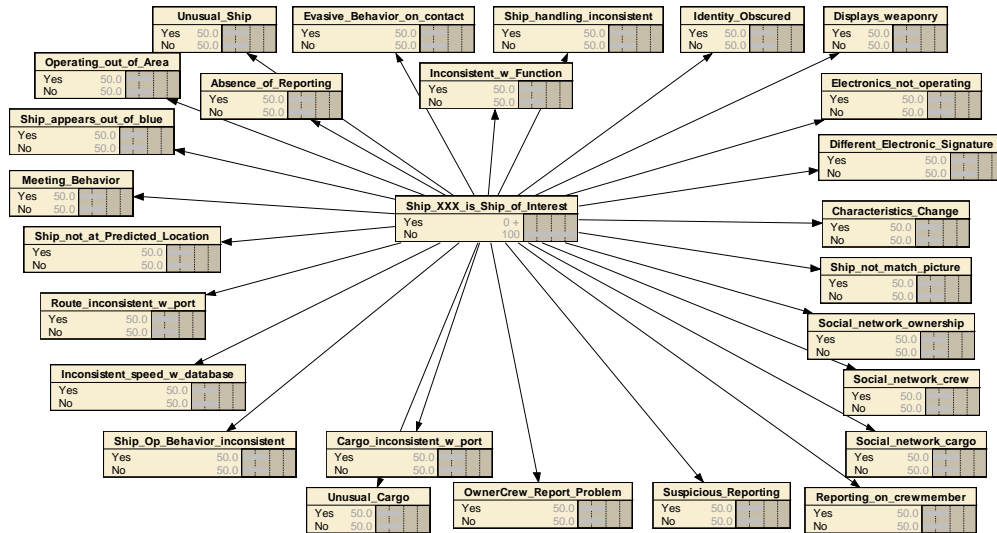 Unusual_Ship
Yes 50.0
No 50.0
Evasive_Behavior_on_contact
Yes 50.0
No 50.0
Ship_handling_inconsistent
Yes 50.0
No 50.0
Identity_Obscured
Yes 50.0
No 50.0
Displays_weaponry
Yes 50.0
No 50.0
Operating_out_of_Area
Yes 50.0
No 50.0
Absence_of_Reporting
Yes 50.0
No 50.0
Inconsistent_w_Function
Yes 50.0
No 50.0
Electronics_not_operating
Yes 50.0
No 50.0
Ship_appears_out_of_blue
Yes 50.0
No 50.0
Different_Electronic_Signature
Yes 50.0
No 50.0
Meeting_Behavior
Yes 50.0
No 50.0
Ship_XXX_is_Ship_of_Interest
Yes 0 +
No 100
Characteristics_Change
Yes 50.0
No 50.0
Ship_not_at_Predicted_Location
Yes 50.0
No 50.0
Ship_not_match_picture
Yes 50.0
No 50.0
Route_inconsistent_w_port
Yes 50.0
No 50.0
Social_network_ownership
Yes 50.0
No 50.0
Inconsistent_speed_w_database
Yes 50.0
No 50.0
Social_network_crew
Yes 50.0
No 50.0
Ship_Op_Behavior_inconsistent
Yes 50.0
No 50.0
Cargo_inconsistent_w_port
Yes 50.0
No 50.0
Social_network_cargo
Yes 50.0
No 50.0
Unusual_Cargo
Yes 50.0
No 50.0
OwnerCrew_Report_Problem
Yes 50.0
No 50.0
Suspicious_Reporting
Yes 50.0
No 50.0
Reporting_on_crewmember
Yes 50.0
No 50.0